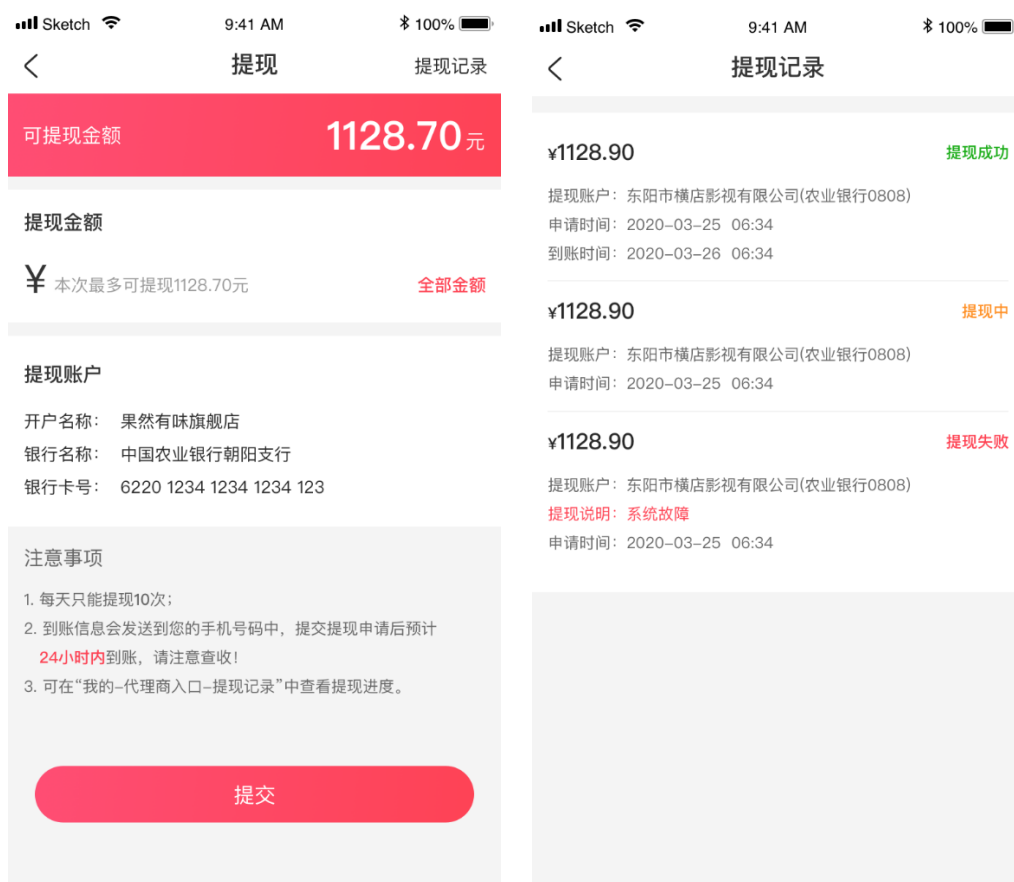 Sketch 9:41 AM 100%
提现 提现记录
可提现金额 1128.70 元
提现金额
¥ 本次最多可提现1128.70元 全部金额
提现账户
开户名称： 果然有味旗舰店
银行名称： 中国农业银行朝阳支行
银行卡号： 6220 1234 1234 1234 123
注意事项
1. 每天只能提现10次；
2. 到账信息会发送到您的手机号码中，提交提现申请后预计
24小时内到账，请注意查收！
3. 可在“我的–代理商入口–提现记录”中查看提现进度。
提交
Sketch 9:41 AM 100%
提现记录
¥1128.90 提现成功
提现账户：东阳市横店影视有限公司(农业银行0808)
申请时间：2020–03–25 06:34
到账时间：2020–03–26 06:34
¥1128.90 提现中
提现账户：东阳市横店影视有限公司(农业银行0808)
申请时间：2020–03–25 06:34
¥1128.90 提现失败
提现账户：东阳市横店影视有限公司(农业银行0808)
提现说明：系统故障
申请时间：2020–03–25 06:34